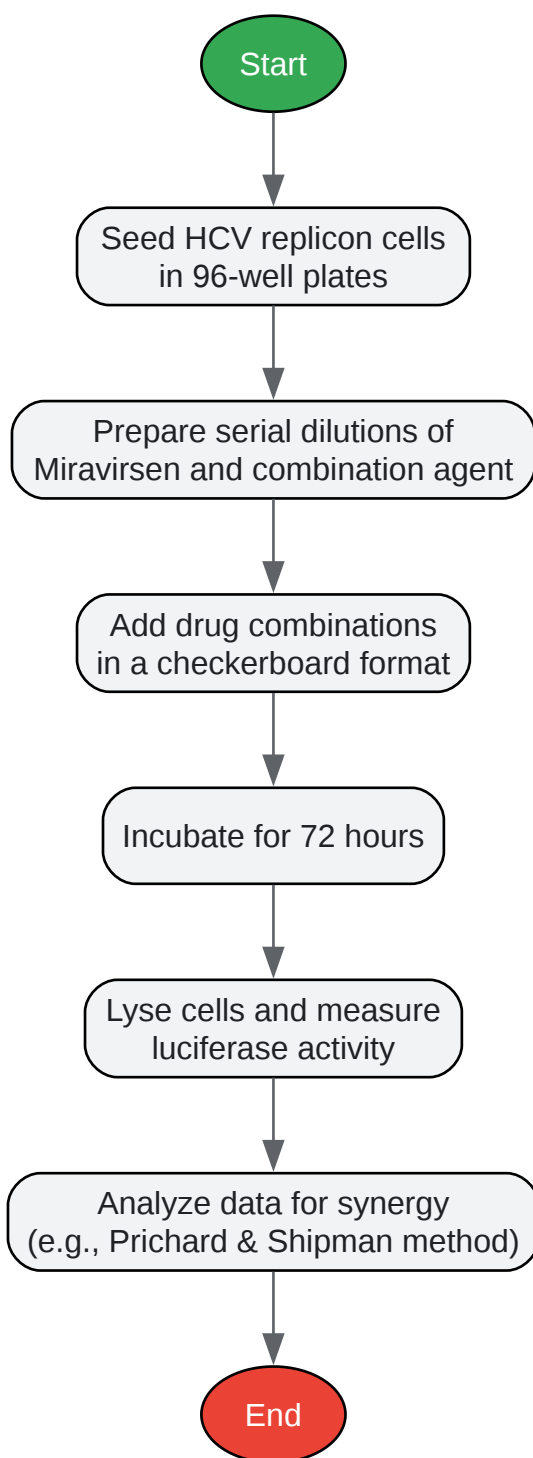 Start
Seed HCV replicon cells
in 96-well plates
Prepare serial dilutions of
Miravirsen and combination agent
Add drug combinations
in a checkerboard format
Incubate for 72 hours
Lyse cells and measure
luciferase activity
Analyze data for synergy
(e.g., Prichard & Shipman method)
End